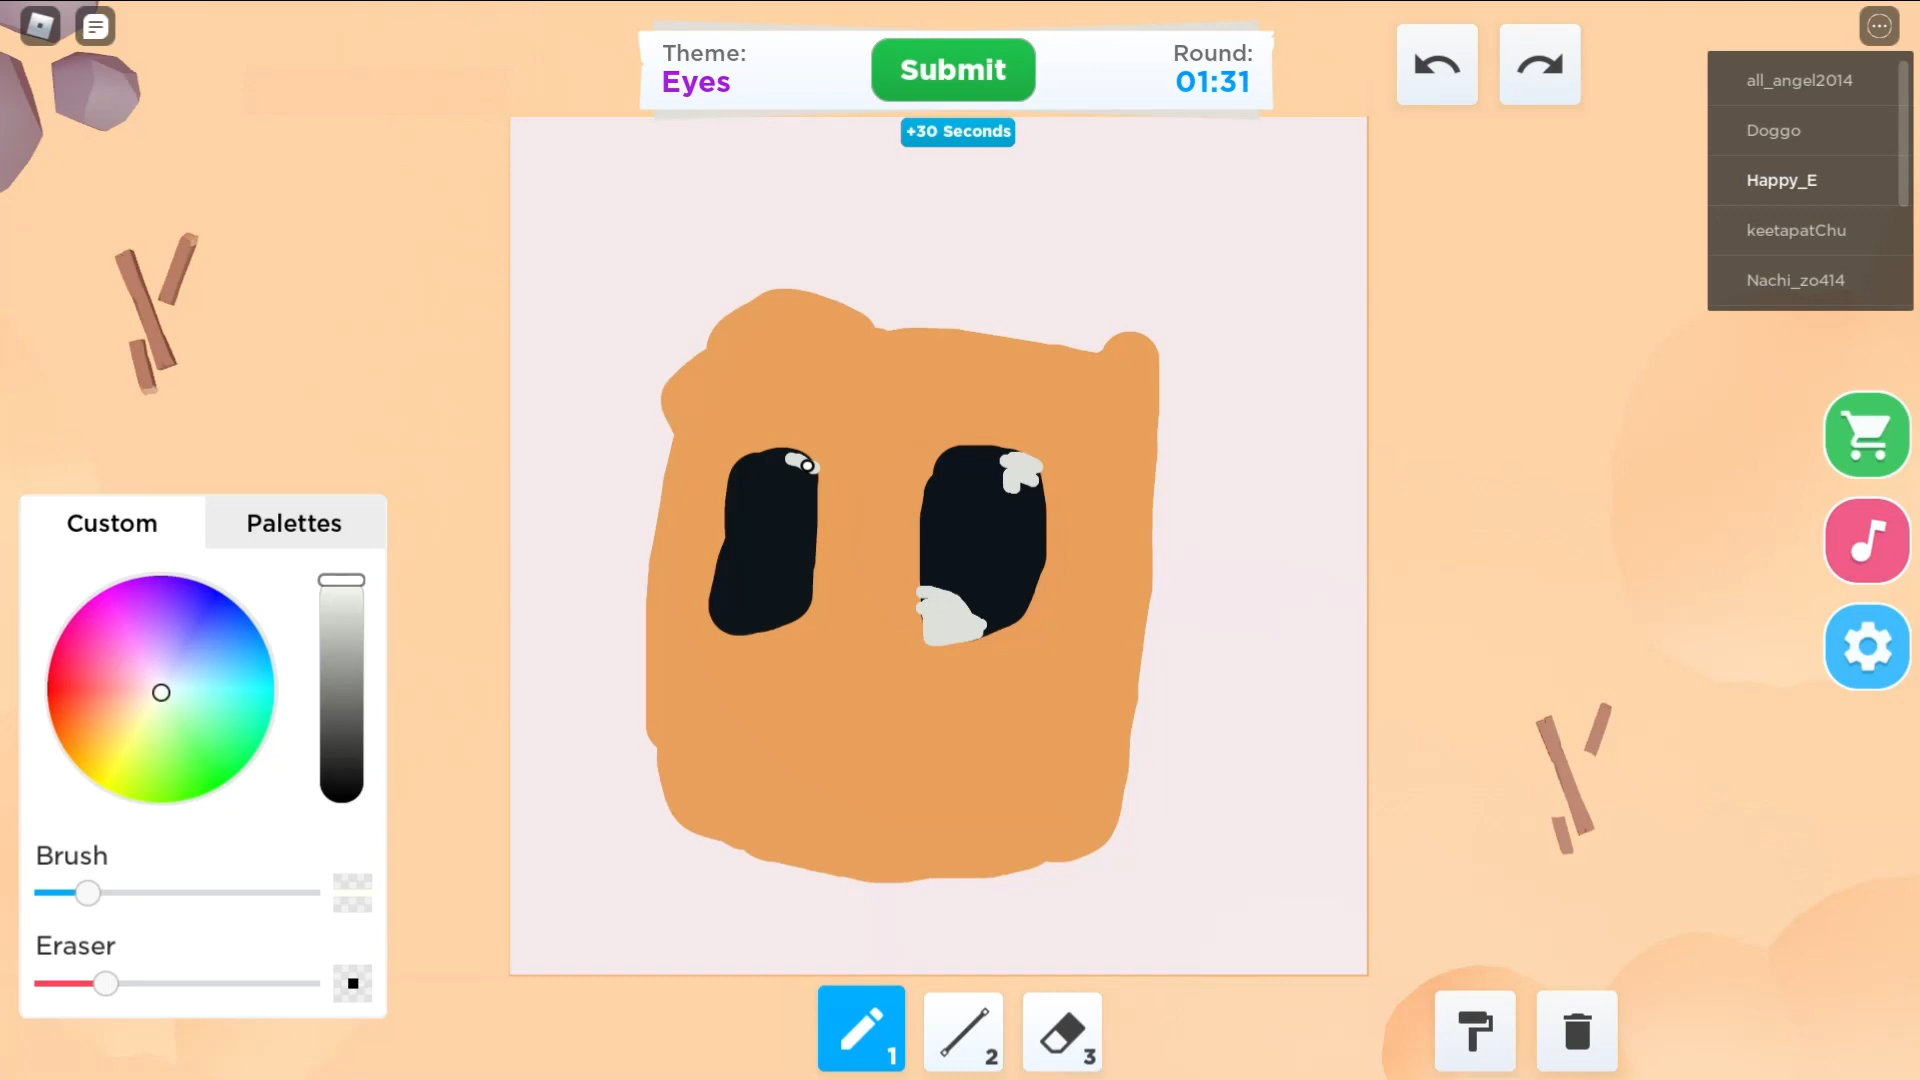 Theme:
Eyes
Submit
Round:
01:31
+30 Seconds
all_angel2014
Doggo
Happy_E
keetapatChu
Nachi_zo414
Custom
Palettes
Brush
Eraser
1
2
3